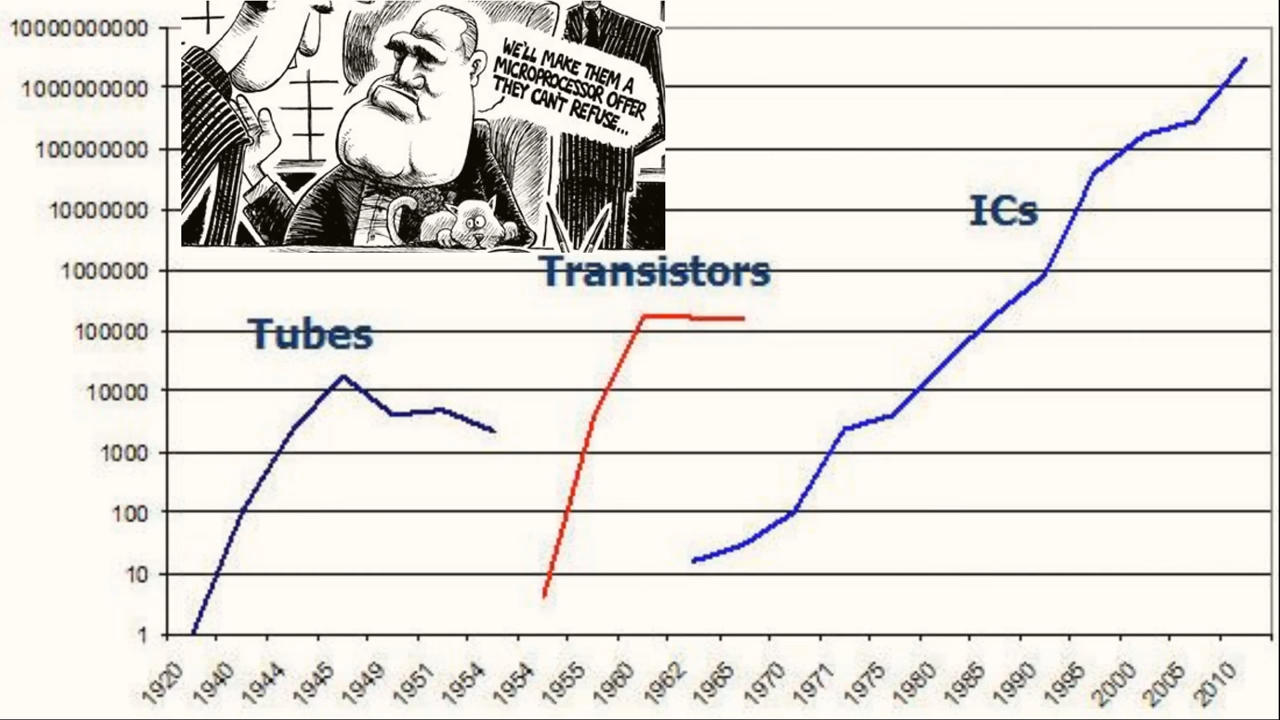 10000000000
WE'LL MAKE THEM A
MICROPROCESSOR OFFER
THEY CAN'T REFUSE...
1000000000
100000000
10000000
ICs
1000000
Transistors
100000
Tubes
10000
1000
100
10
1
1920 1940 1944 1945 1949 1951 1954 1954 1955 1960 1962 1965 1970 1971 1975 1980 1985 1990 1995 2000 2005 2010